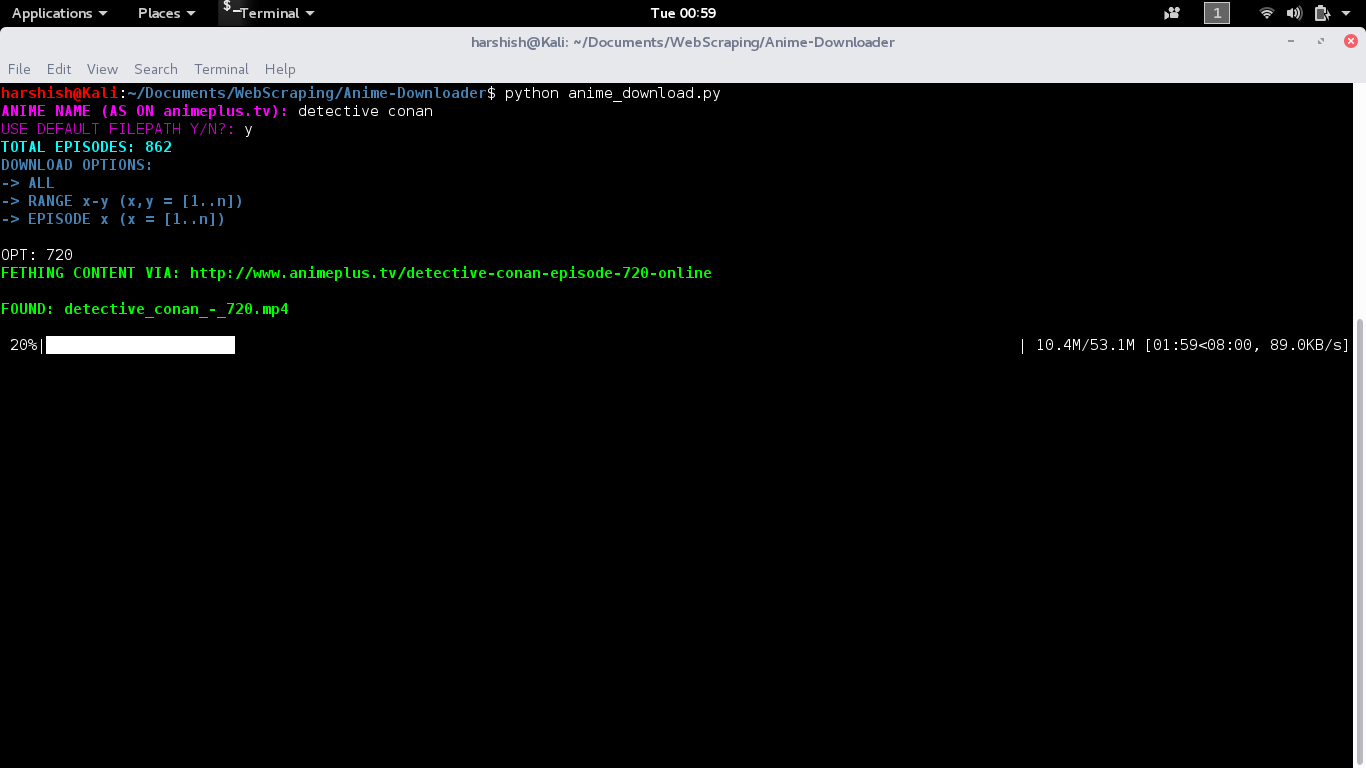 Applications Places $_ Terminal Tue 00:59 1
harshish@Kali: ~/Documents/WebScraping/Anime-Downloader
File Edit View Search Terminal Help
harshish@Kali:~/Documents/WebScraping/Anime-Downloader$ python anime_download.py
ANIME NAME (AS ON animeplus.tv): detective conan
USE DEFAULT FILEPATH Y/N?: y
TOTAL EPISODES: 862
DOWNLOAD OPTIONS:
-> ALL
-> RANGE x-y (x,y = [1..n])
-> EPISODE x (x = [1..n])
OPT: 720
FETHING CONTENT VIA: http://www.animeplus.tv/detective-conan-episode-720-online
FOUND: detective_conan_-_720.mp4
20%| | 10.4M/53.1M [01:59<08:00, 89.0KB/s]